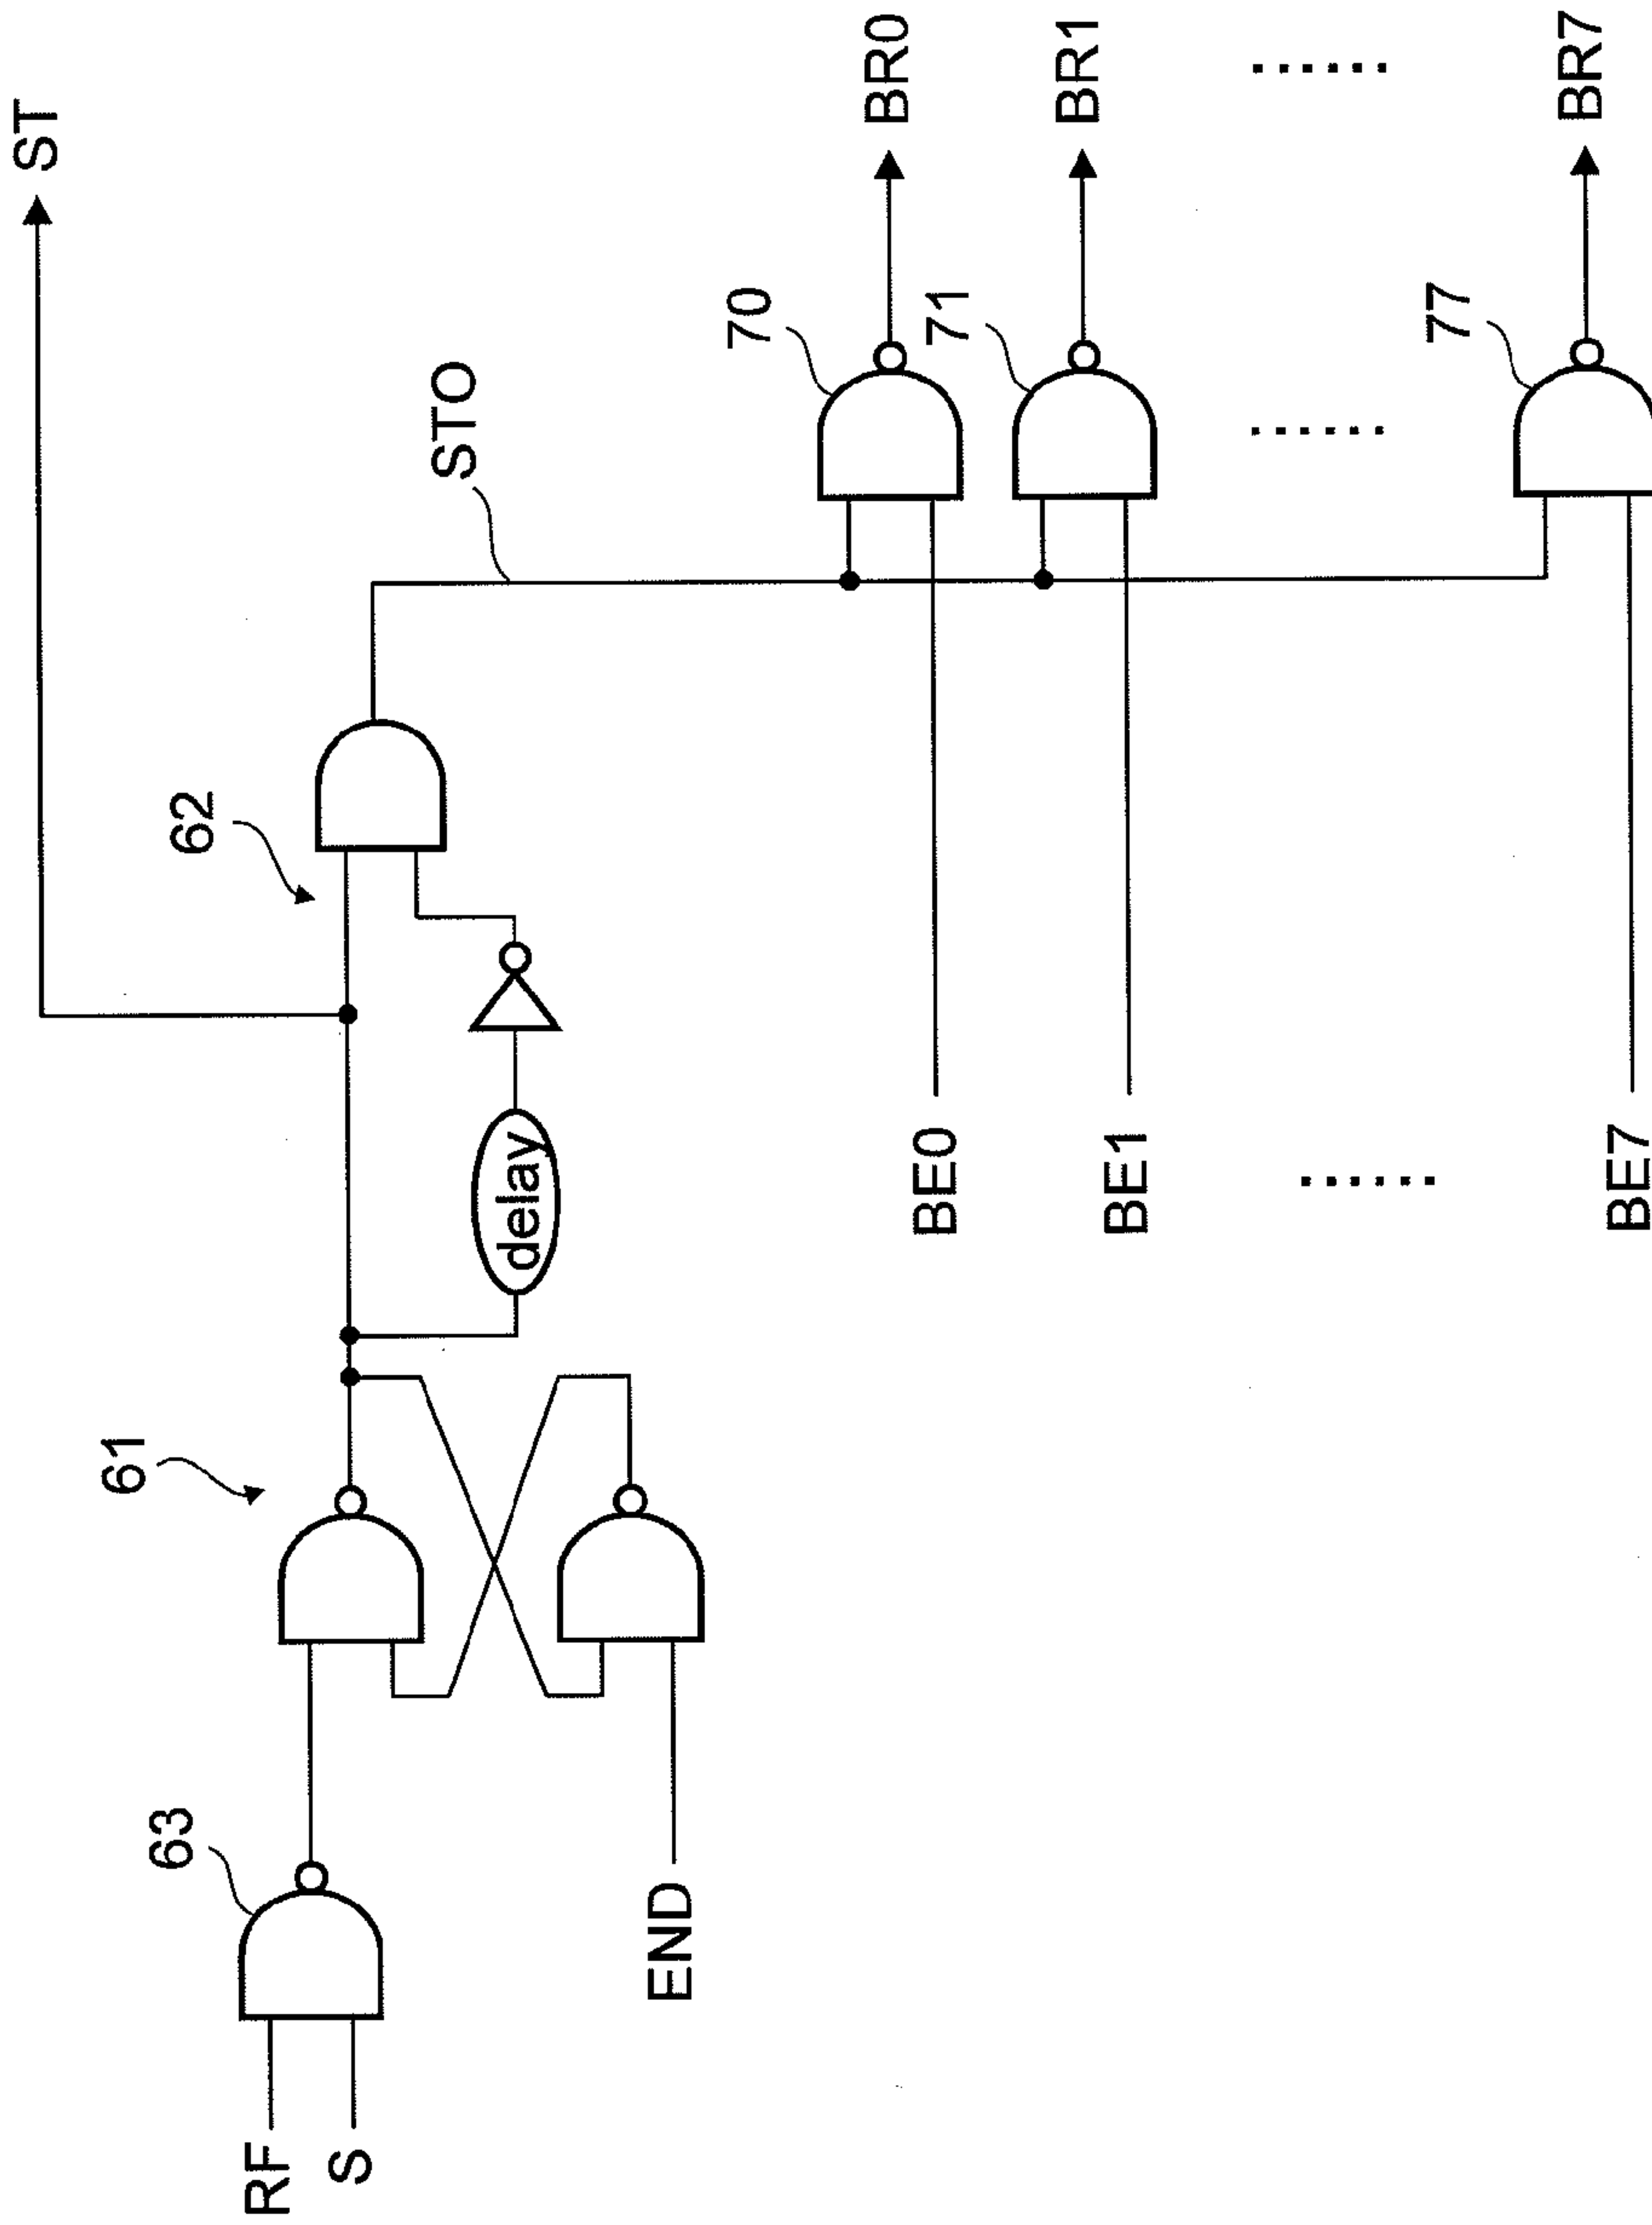 ST
STO
62
61
63
RF
S
END
delay
70
BR0
71
BR1
......
......
77
BR7
BE0
BE1
......
BE7